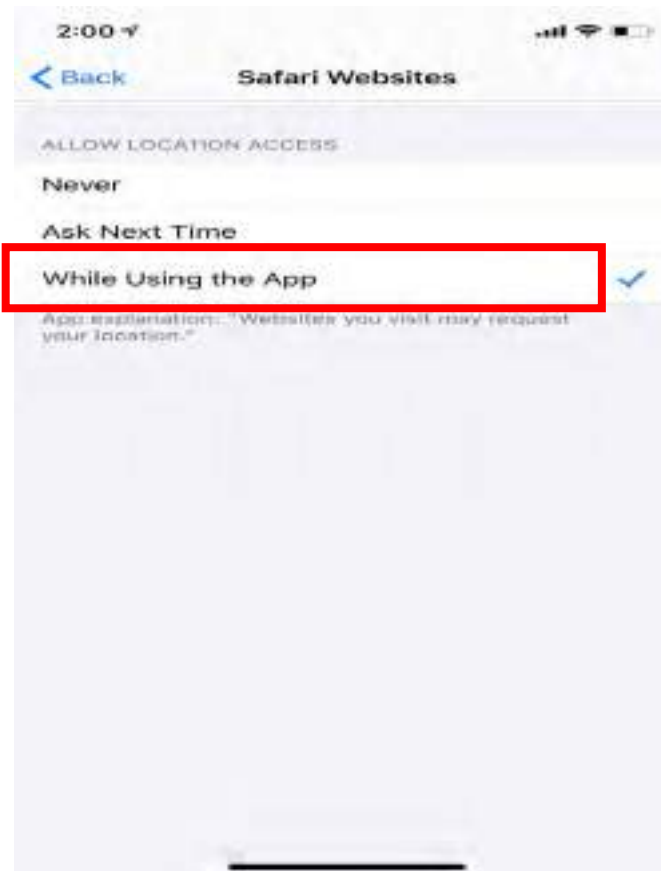 2:00
Back
Safari Websites
ALLOW LOCATION ACCESS
Never
Ask Next Time
While Using the App
App explanation: "Websites you visit may request
your location."